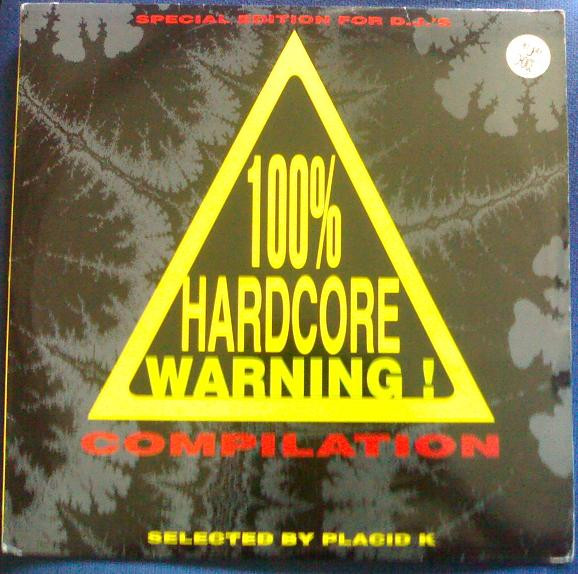 SPECIAL EDITION FOR D.J.'S
100%
HARDCORE
WARNING !
COMPILATION
SELECTED BY PLACID K